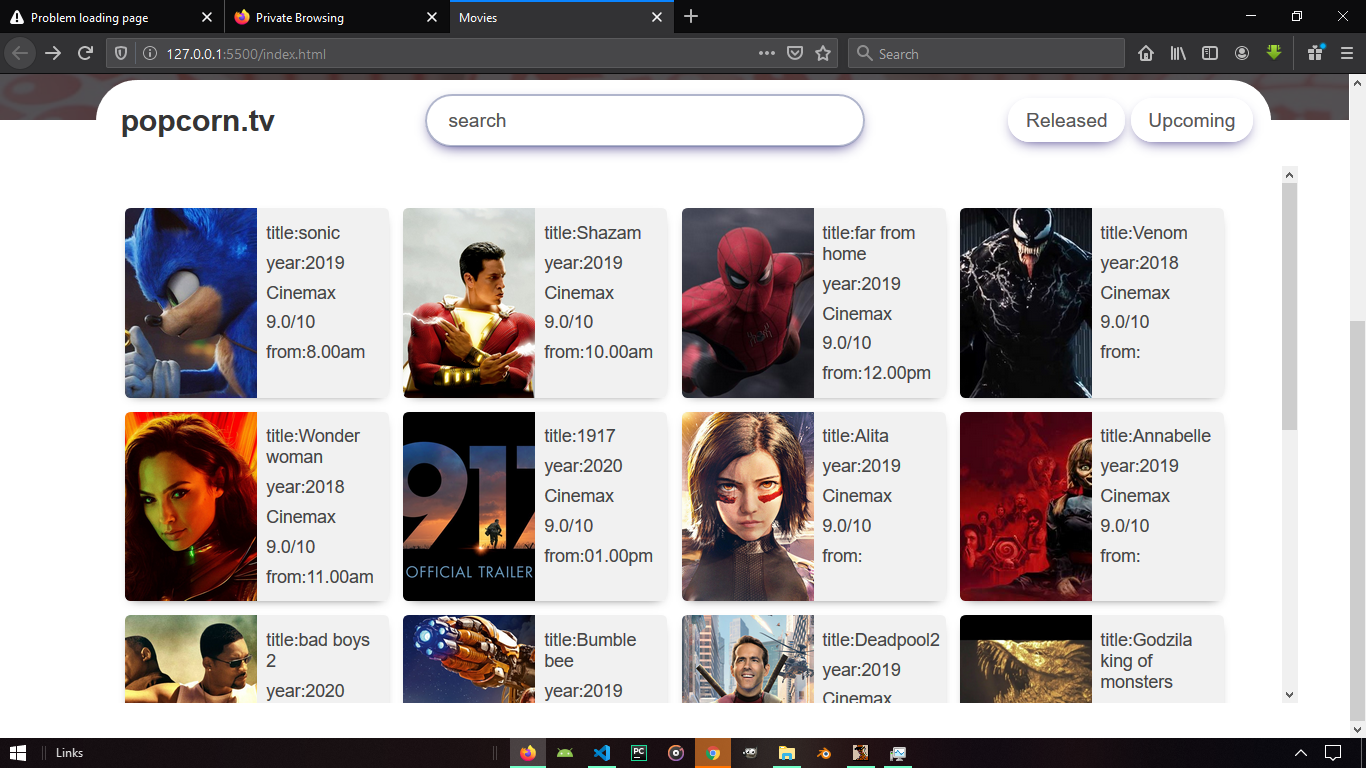 Problem loading page
Private Browsing
Movies
127.0.0.1:5500/index.html
Search
popcorn.tv
search
Released
Upcoming
title:sonic
year:2019
Cinemax
9.0/10
from:8.00am
title:Shazam
year:2019
Cinemax
9.0/10
from:10.00am
title:far from
home
year:2019
Cinemax
9.0/10
from:12.00pm
title:Venom
year:2018
Cinemax
9.0/10
from:
title:Wonder
woman
year:2018
Cinemax
9.0/10
from:11.00am
917
OFFICIAL TRAILER
title:1917
year:2020
Cinemax
9.0/10
from:01.00pm
title:Alita
year:2019
Cinemax
9.0/10
from:
title:Annabelle
year:2019
Cinemax
9.0/10
from:
title:bad boys
2
year:2020
title:Bumble
bee
year:2019
title:Deadpool2
year:2019
Cinemax
title:Godzila
king of
monsters
Links
PC